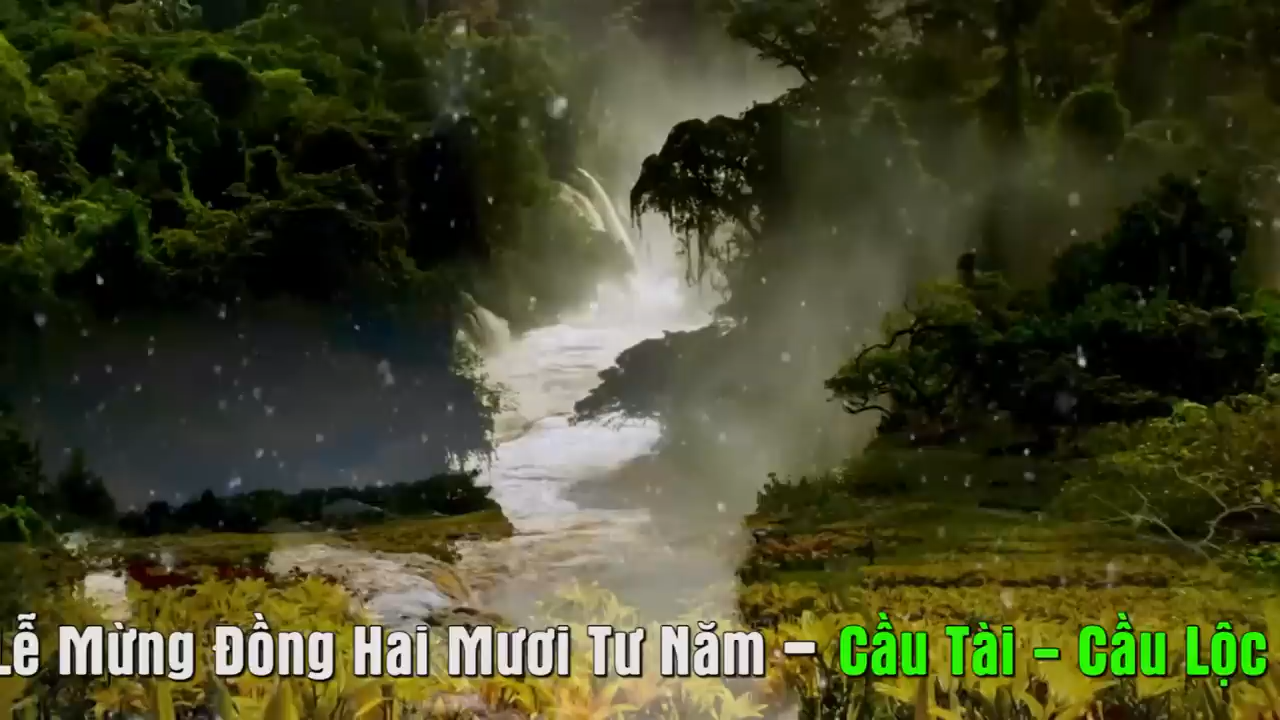 Lễ Mừng Đồng Hai Mươi Tư Năm – Cầu Tài – Cầu Lộc